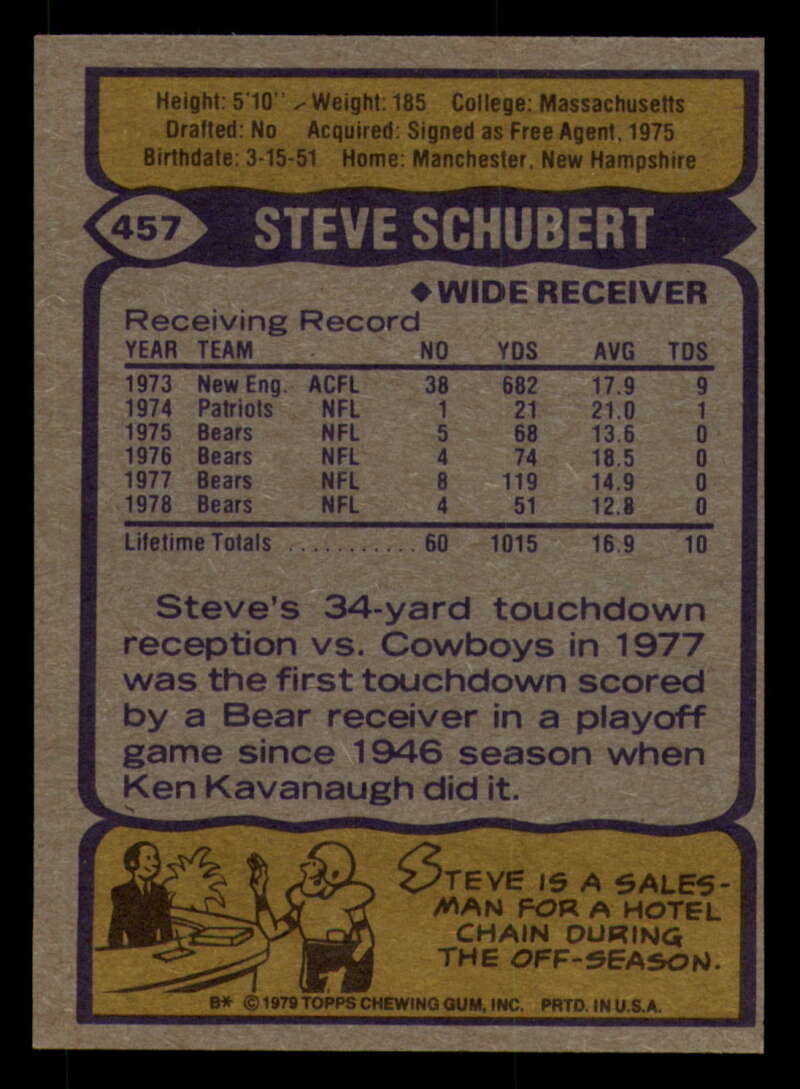 Height: 5'10" Weight: 185 College: Massachusetts
Drafted: No Acquired: Signed as Free Agent, 1975
Birthdate: 3-15-51 Home: Manchester, New Hampshire
457 STEVE SCHUBERT
◆WIDE RECEIVER
Receiving Record
YEAR TEAM NO YDS AVG TDS
1973 New Eng. ACFL 38 682 17.9 9
1974 Patriots NFL 1 21 21.0 1
1975 Bears NFL 5 68 13.6 0
1976 Bears NFL 4 74 18.5 0
1977 Bears NFL 8 119 14.9 0
1978 Bears NFL 4 51 12.8 0
Lifetime Totals ............ 60 1015 16.9 10
Steve's 34-yard touchdown
reception vs. Cowboys in 1977
was the first touchdown scored
by a Bear receiver in a playoff
game since 1946 season when
Ken Kavanaugh did it.
STEVE IS A SALES-
MAN FOR A HOTEL
CHAIN DURING
THE OFF-SEASON.
B* © 1979 TOPPS CHEWING GUM, INC. PRTD. IN U.S.A.